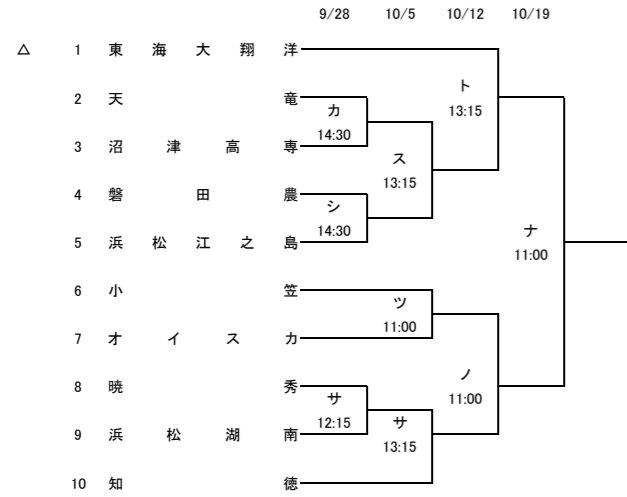 9/28 10/5 10/12 10/19
△ 1 東海大翔洋
ト
2 天竜
カ
13:15
14:30
3 沼津高専
ス
13:15
4 磐田農
シ
14:30
ナ
5 浜松江之島
11:00
6 小笠
ツ
11:00
7 オイスカ
ノ
8 暁秀
サ
11:00
12:15
サ
9 浜松湖南
13:15
10 知徳